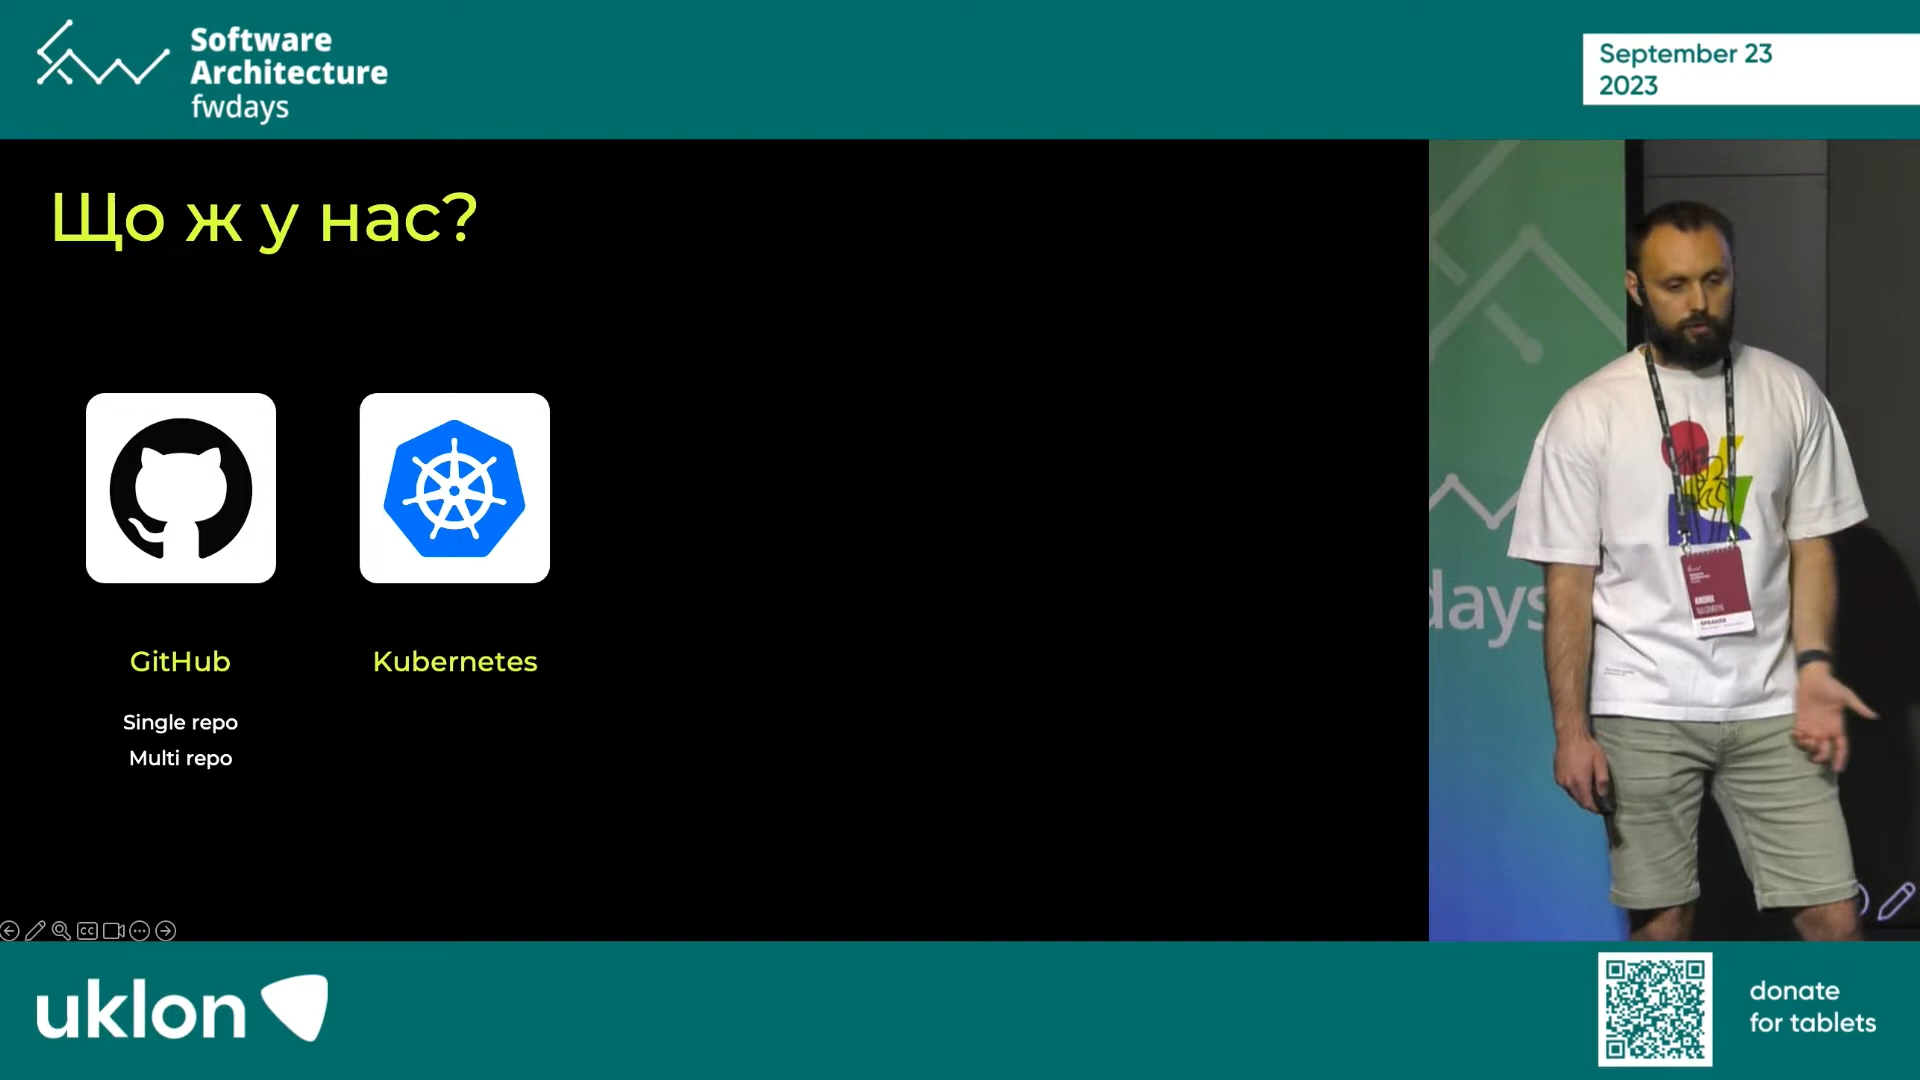 Software
Architecture
fwdays
September 23
2023
Що ж у нас?
GitHub
Kubernetes
Single repo
Multi repo
days
SPEAKER
uklon
donate
for tablets